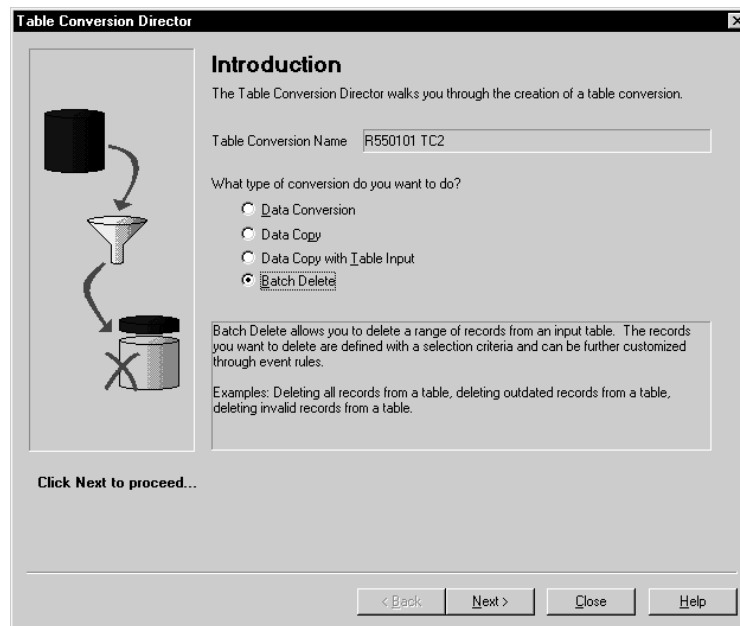 Table Conversion Director
Introduction
The Table Conversion Director walks you through the creation of a table conversion.
Table Conversion Name R550101 TC2
What type of conversion do you want to do?
Data Conversion
Data Copy
Data Copy with Table Input
Batch Delete
Batch Delete allows you to delete a range of records from an input table. The records
you want to delete are defined with a selection criteria and can be further customized
through event rules.
Examples: Deleting all records from a table, deleting outdated records from a table,
deleting invalid records from a table.
Click Next to proceed...
< Back Next > Close Help